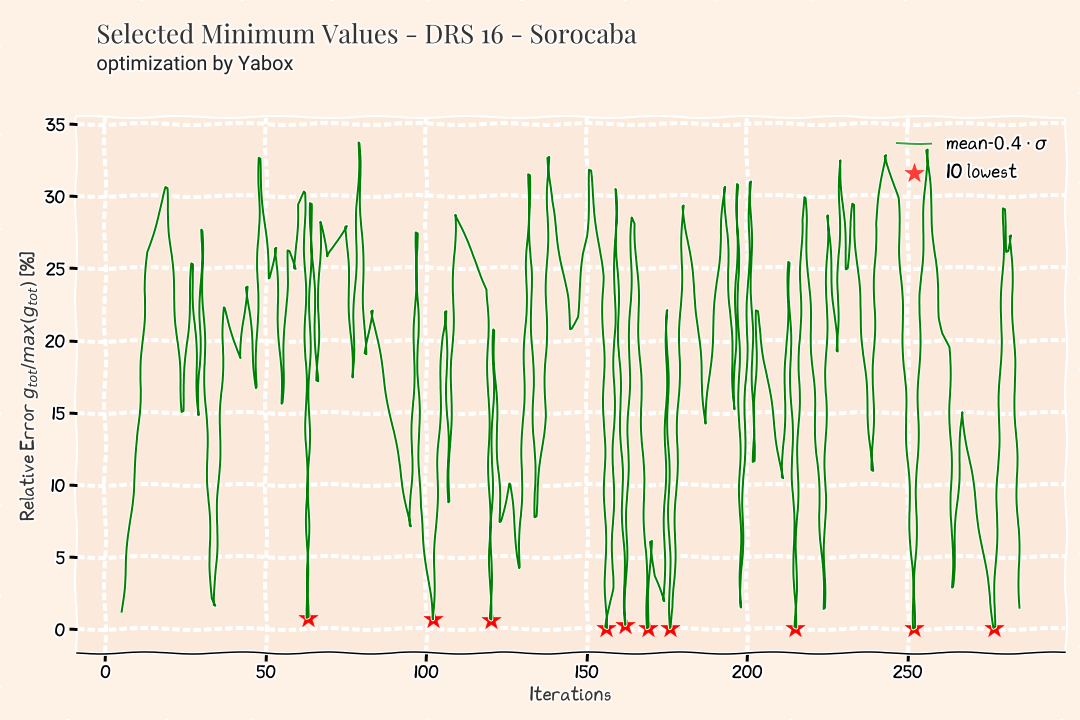 Selected Minimum Values - DRS 16 - Sorocaba
optimization by Yabox
mean-0.4 · σ
10 lowest
Relative Error g_tot/max(g_tot) [%]
35
30
25
20
15
10
5
0
0 50 100 150 200 250
Iterations